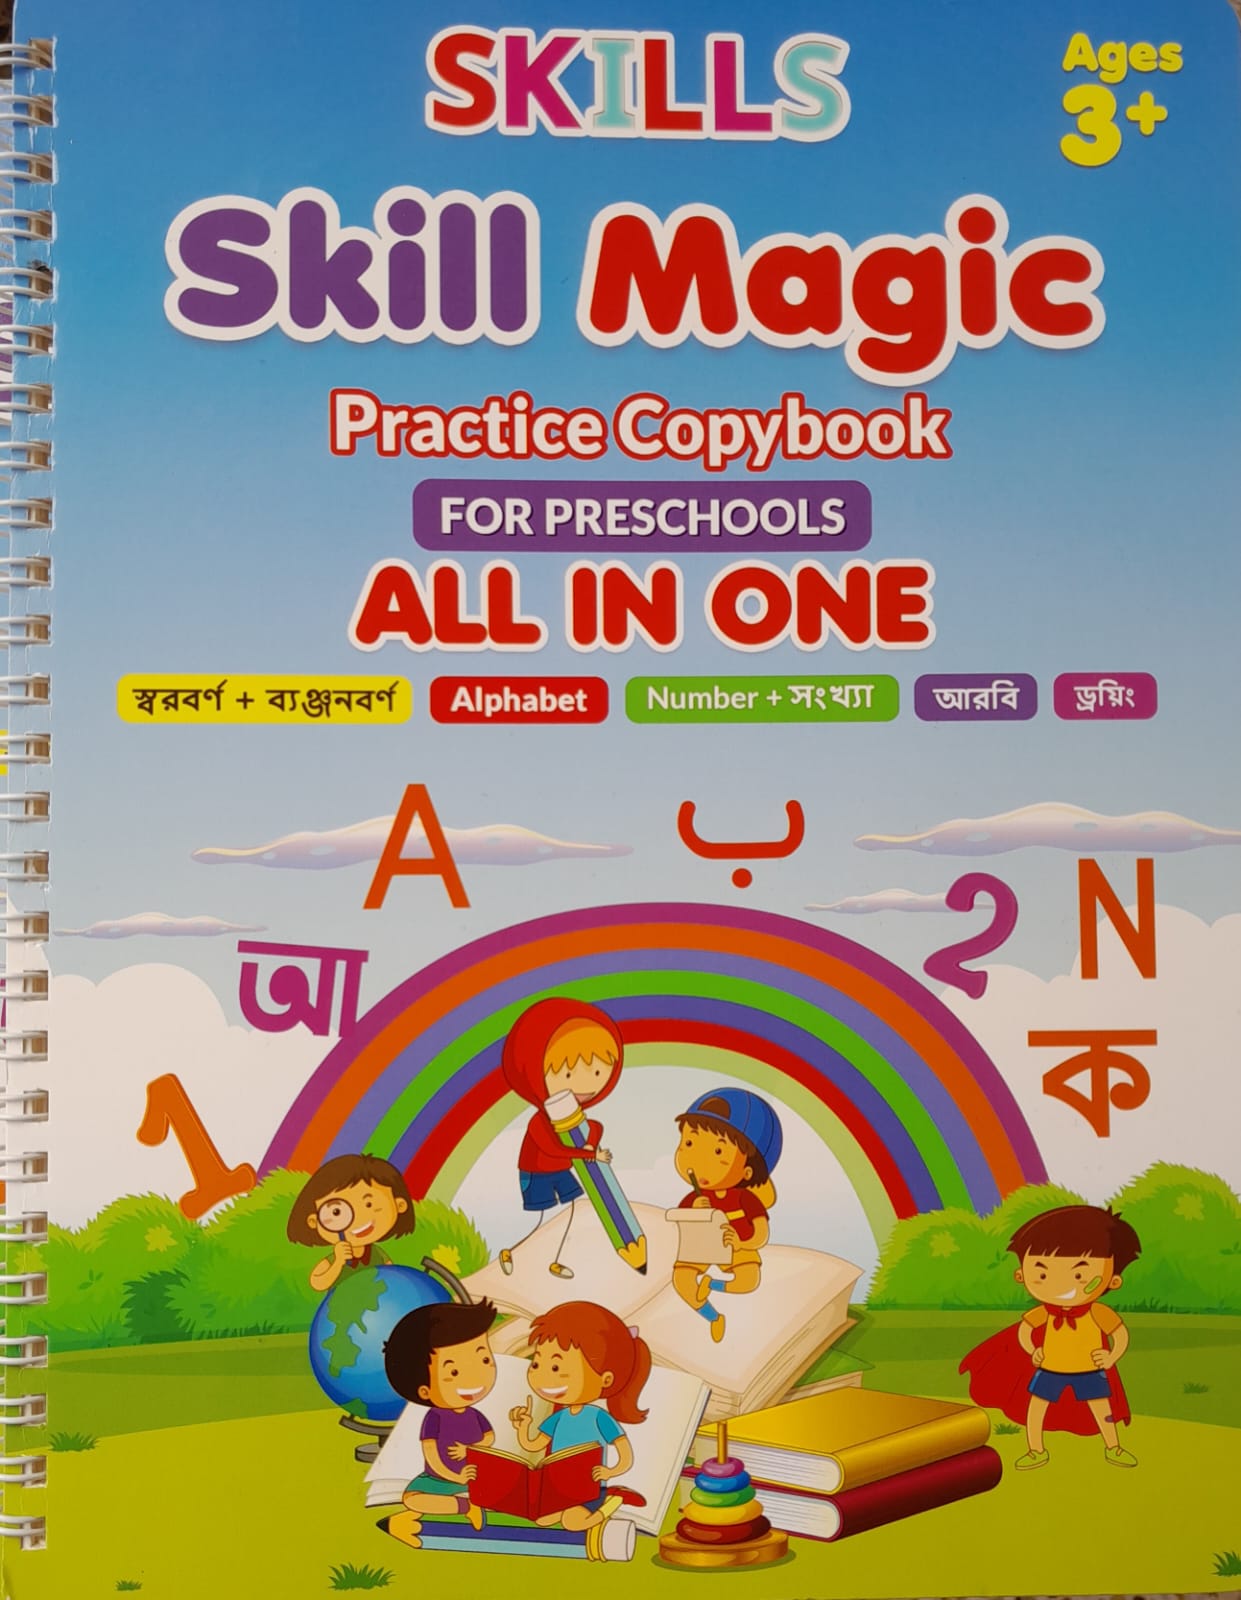 SKILLS
Ages
3+
Skill Magic
Practice Copybook
FOR PRESCHOOLS
ALL IN ONE
স্বরবর্ণ + ব্যঞ্জনবর্ণ Alphabet Number + সংখ্যা আরবি ড্রয়িং
A ب ২ N
আ ক
1